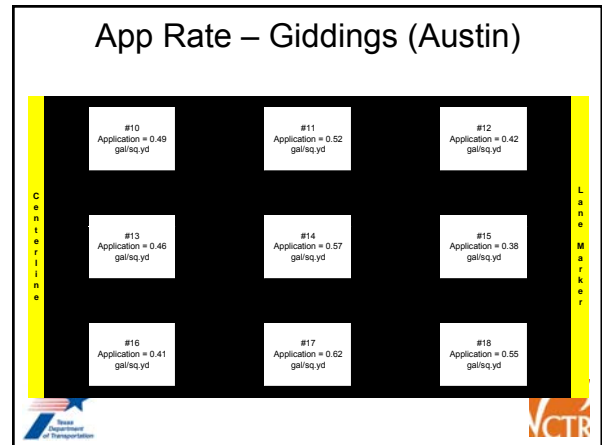 App Rate – Giddings (Austin)
Centerline
#10
Application = 0.49
gal/sq.yd
#11
Application = 0.52
gal/sq.yd
#12
Application = 0.42
gal/sq.yd
Lane Marker
#13
Application = 0.46
gal/sq.yd
#14
Application = 0.57
gal/sq.yd
#15
Application = 0.38
gal/sq.yd
#16
Application = 0.41
gal/sq.yd
#17
Application = 0.62
gal/sq.yd
#18
Application = 0.55
gal/sq.yd
Texas
Department
of Transportation
CTR